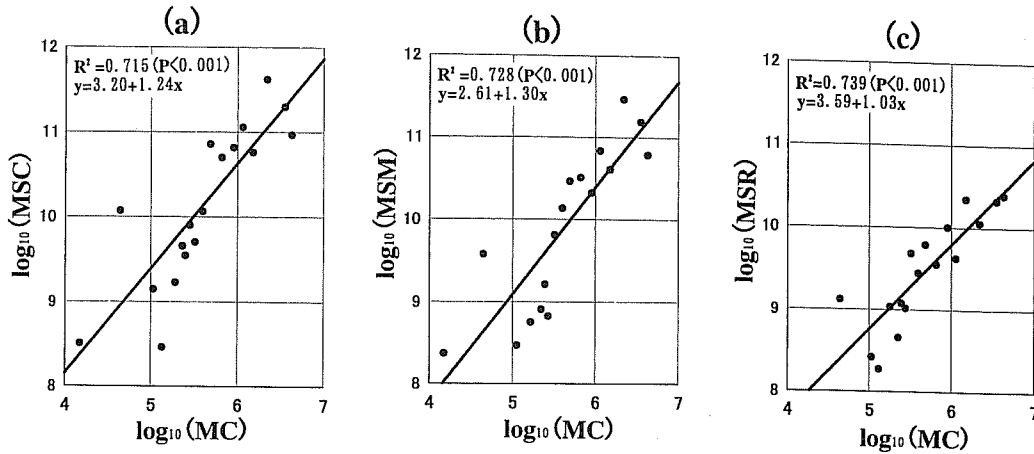 (a)
R²=0.715(P<0.001)
y=3.20+1.24x
12
11
10
9
8
log₁₀(MSC)
4 5 6 7
log₁₀(MC)
(b)
R²=0.728(P<0.001)
y=2.61+1.30x
12
11
10
9
8
log₁₀(MSM)
4 5 6 7
log₁₀(MC)
(c)
R²=0.739(P<0.001)
y=3.59+1.03x
12
11
10
9
8
log₁₀(MSR)
4 5 6 7
log₁₀(MC)